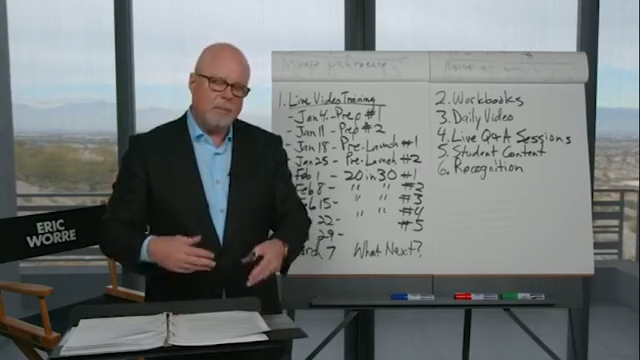 ERIC
WORRE
1. Live Video Training
- Jan 4 - Prep #1
- Jan 11 - Prep #2
- Jan 18 - Pre-Launch #1
- Jan 25 - Pre-Launch #2
Feb 1 - 20 in 30 #1
Feb 8 - " " #2
Feb 15 - " " #3
22 - " " #4
29 - #5
March 7 What Next?
2. Workbooks
3. Daily Video
4. Live Q&A Sessions
5. Student Content
6. Recognition